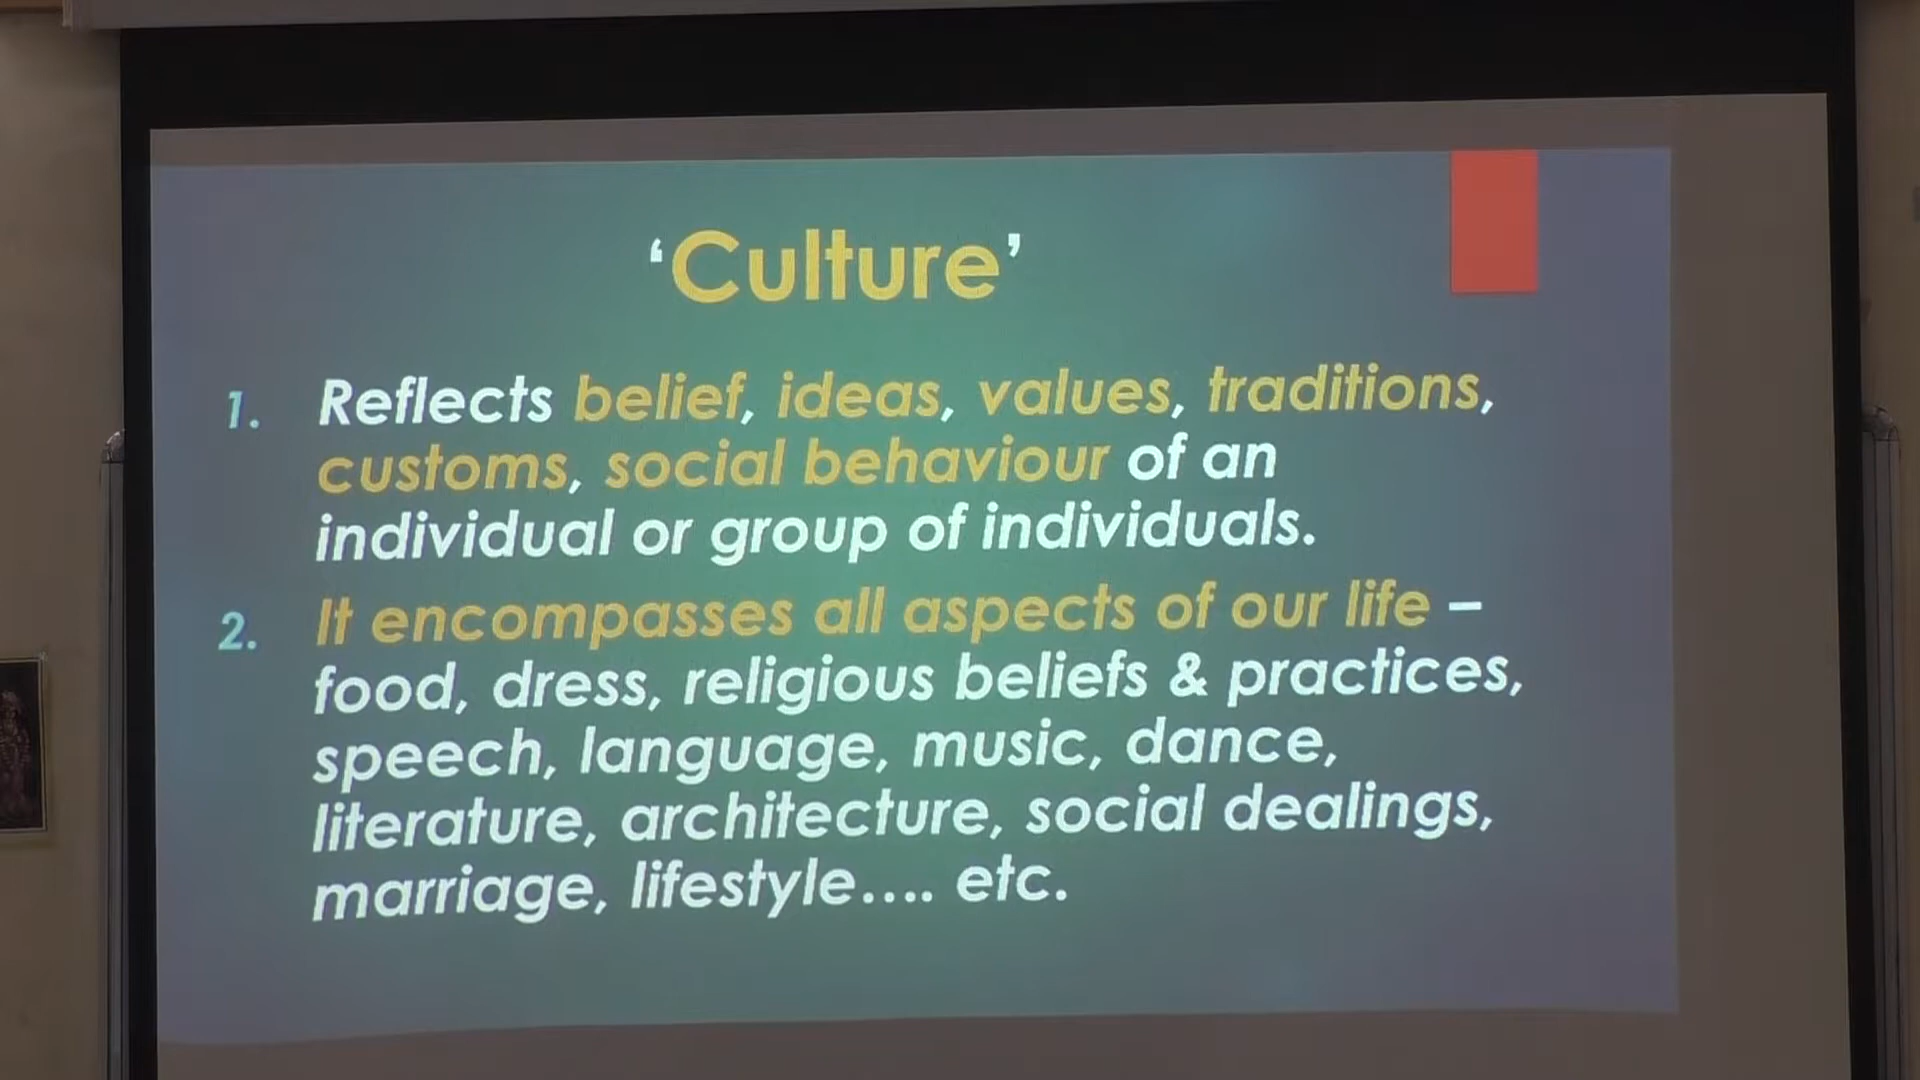 ‘Culture’
1. Reflects belief, ideas, values, traditions,
customs, social behaviour of an
individual or group of individuals.
2. It encompasses all aspects of our life –
food, dress, religious beliefs & practices,
speech, language, music, dance,
literature, architecture, social dealings,
marriage, lifestyle.... etc.